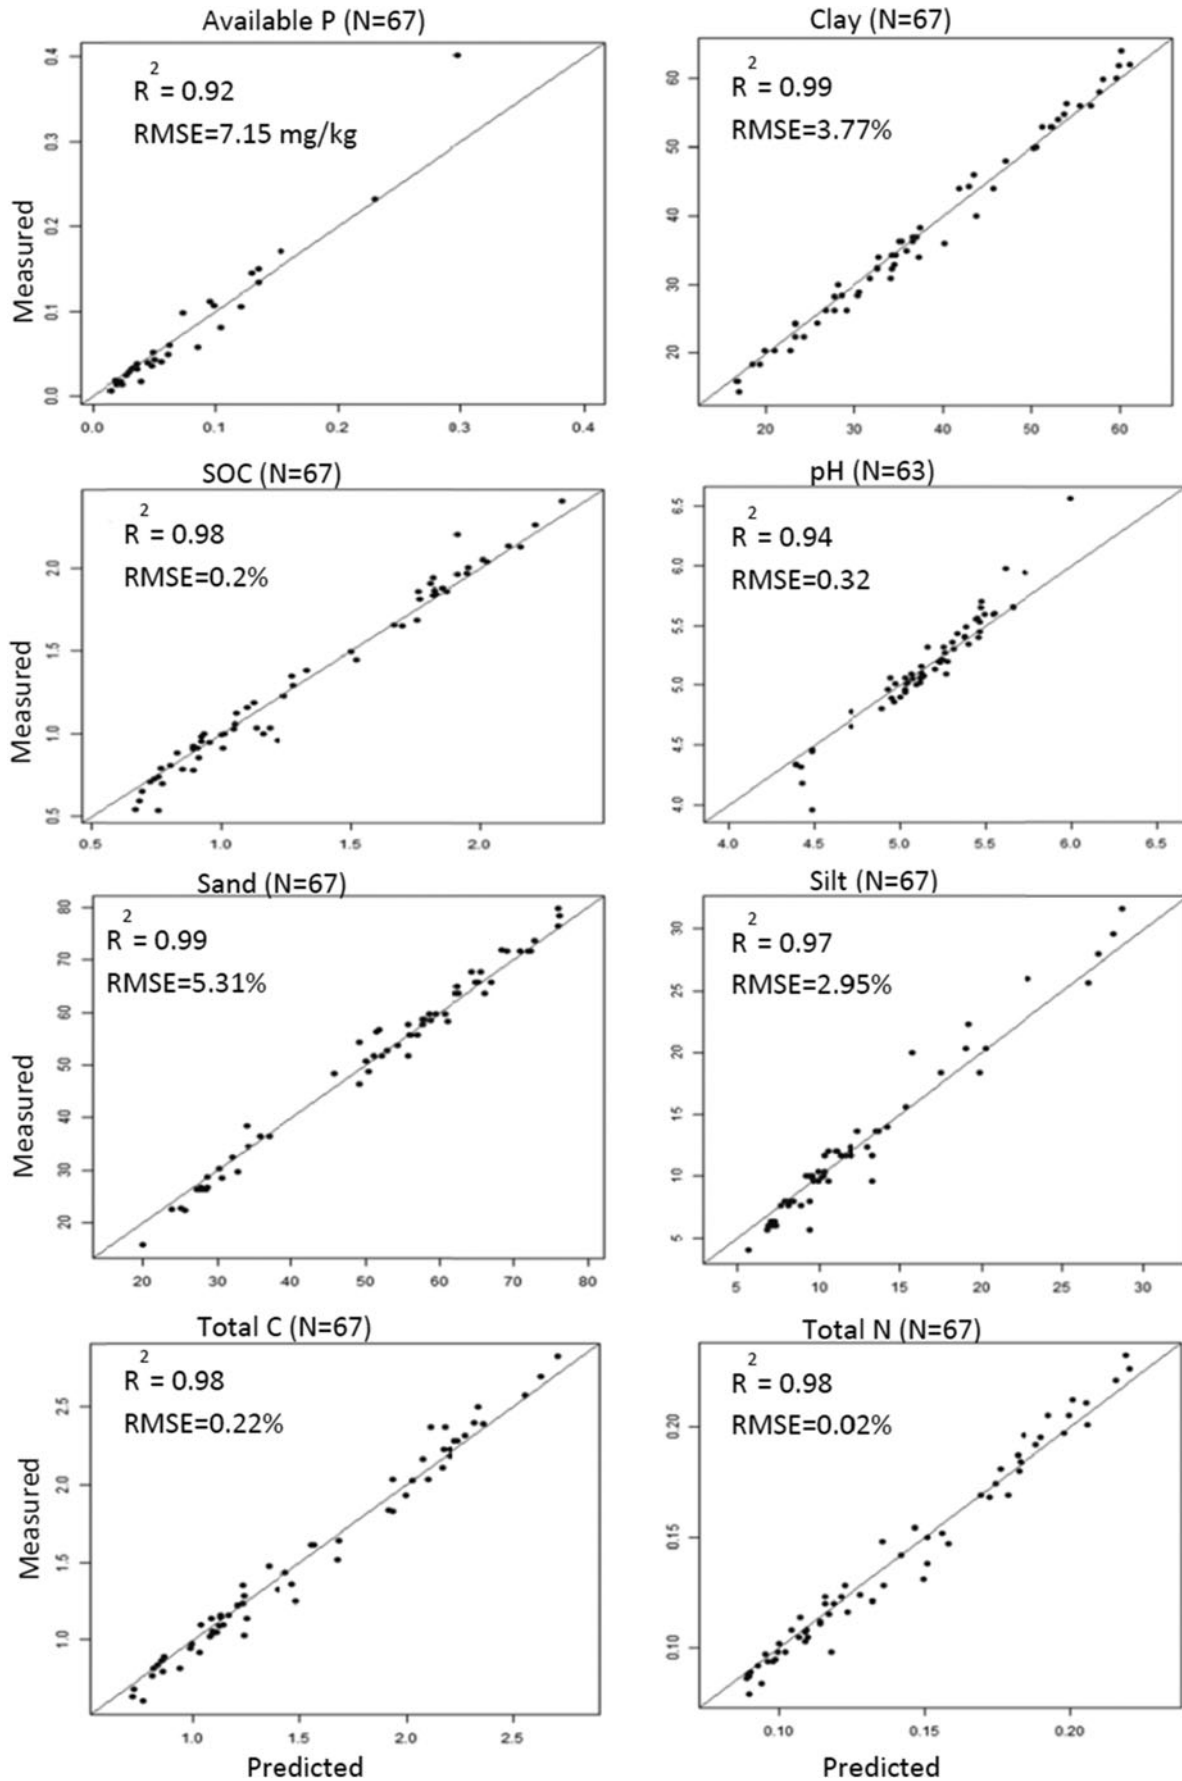 Available P (N=67)
R² = 0.92
RMSE=7.15 mg/kg
Measured
0.0 0.1 0.2 0.3 0.4
0.0 0.1 0.2 0.3 0.4
Clay (N=67)
R² = 0.99
RMSE=3.77%
20 30 40 50 60
20 30 40 50 60
SOC (N=67)
R² = 0.98
RMSE=0.2%
Measured
0.5 1.0 1.5 2.0
0.5 1.0 1.5 2.0
pH (N=63)
R² = 0.94
RMSE=0.32
4.0 4.5 5.0 5.5 6.0 6.5
4.0 4.5 5.0 5.5 6.0 6.5
Sand (N=67)
R² = 0.99
RMSE=5.31%
Measured
20 30 40 50 60 70 80
20 30 40 50 60 70 80
Silt (N=67)
R² = 0.97
RMSE=2.95%
5 10 15 20 25 30
5 10 15 20 25 30
Total C (N=67)
R² = 0.98
RMSE=0.22%
Measured
1.0 1.5 2.0 2.5
1.0 1.5 2.0 2.5
Predicted
Total N (N=67)
R² = 0.98
RMSE=0.02%
0.10 0.15 0.20
0.10 0.15 0.20
Predicted